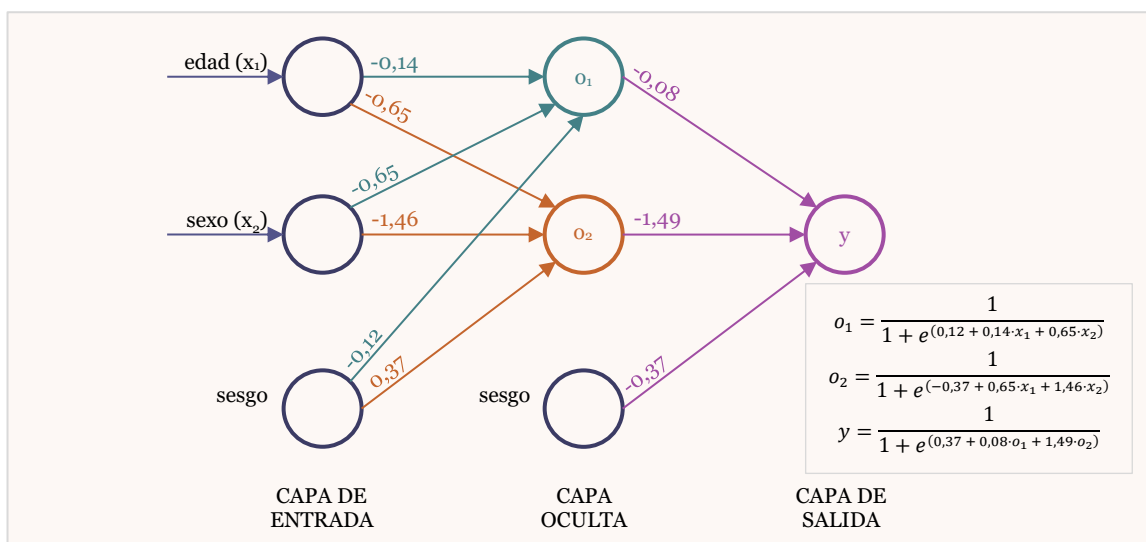 edad (x₁)
-0,14
o₁
-0,65
-0,08
-0,65
sexo (x₂)
-1,46
o₂
-1,49
y
-0,12
0,37
sesgo
sesgo
-0,37
o₁ = 1 / (1 + e^(0,12 + 0,14·x₁ + 0,65·x₂))
o₂ = 1 / (1 + e^(−0,37 + 0,65·x₁ + 1,46·x₂))
y = 1 / (1 + e^(0,37 + 0,08·o₁ + 1,49·o₂))
CAPA DE
ENTRADA
CAPA
OCULTA
CAPA DE
SALIDA